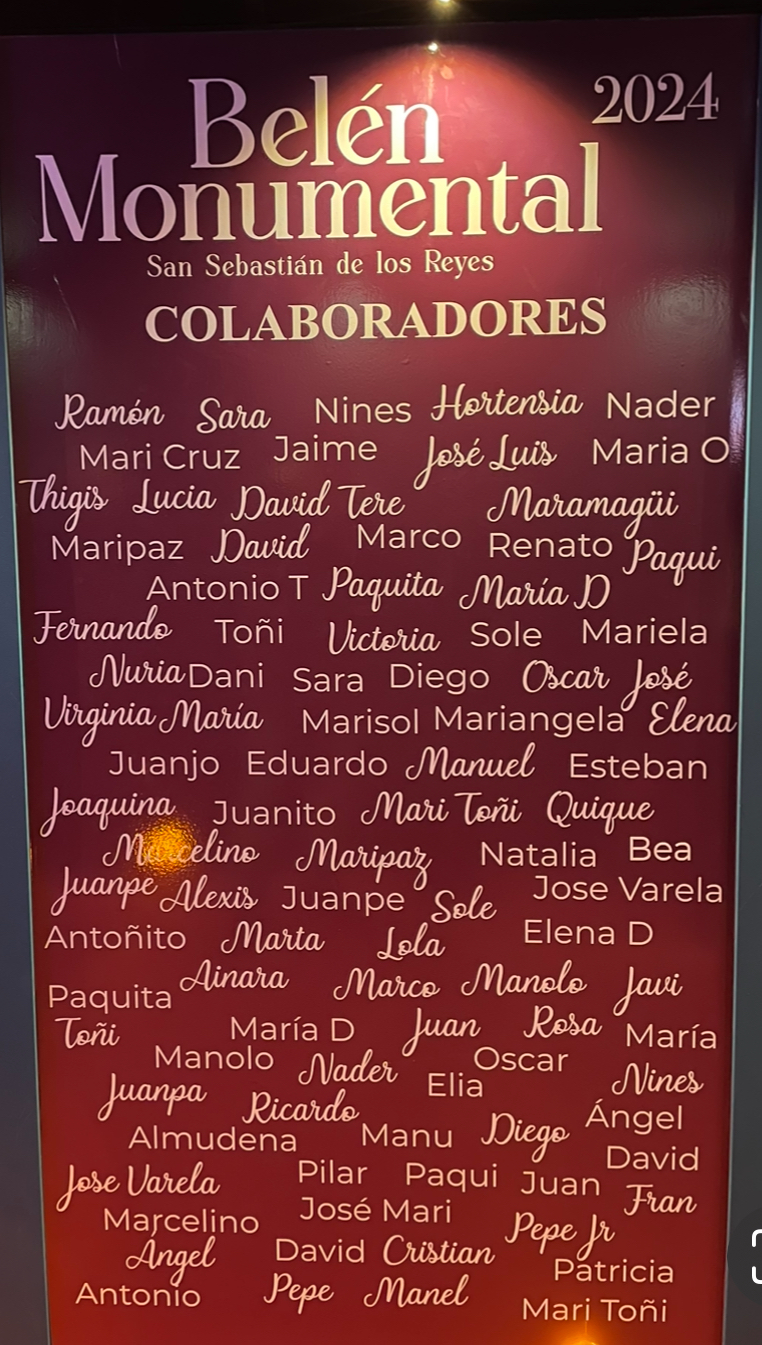 Belén 2024
Monumental
San Sebastián de los Reyes
COLABORADORES
Ramón Sara Nines Hortensia Nader
Mari Cruz Jaime José Luis Maria O
Thigis Lucia David Tere Maramagüi
Maripaz David Marco Renato Paqui
Antonio T Paquita María D
Fernando Toñi Victoria Sole Mariela
Nuria Dani Sara Diego Oscar José
Virginia María Marisol Mariangela Elena
Juanjo Eduardo Manuel Esteban
Joaquina Juanito Mari Toñi Quique
Marcelino Maripaz Natalia Bea
Juanpe Alexis Juanpe Sole Jose Varela
Antoñito Marta Lola Elena D
Paquita Ainara Marco Manolo Javi
Toñi María D Juan Rosa María
Manolo Nader Oscar
Juanpa Elia Nines
Ricardo Ángel
Almudena Manu Diego
David
Jose Varela Pilar Paqui Juan Fran
Marcelino José Mari Pepe Jr
Ángel David Cristian
Patricia
Antonio Pepe Manel
Mari Toñi